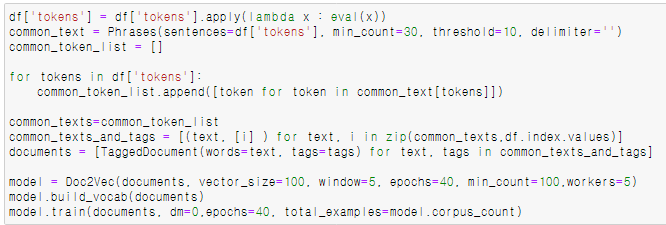 df['tokens'] = df['tokens'].apply(lambda x : eval(x))
common_text = Phrases(sentences=df['tokens'], min_count=30, threshold=10, delimiter='')
common_token_list = []
for tokens in df['tokens']:
common_token_list.append([token for token in common_text[tokens]])
common_texts=common_token_list
common_texts_and_tags = [(text, [i] ) for text, i in zip(common_texts,df.index.values)]
documents = [TaggedDocument(words=text, tags=tags) for text, tags in common_texts_and_tags]
model = Doc2Vec(documents, vector_size=100, window=5, epochs=40, min_count=100,workers=5)
model.build_vocab(documents)
model.train(documents, dm=0,epochs=40, total_examples=model.corpus_count)